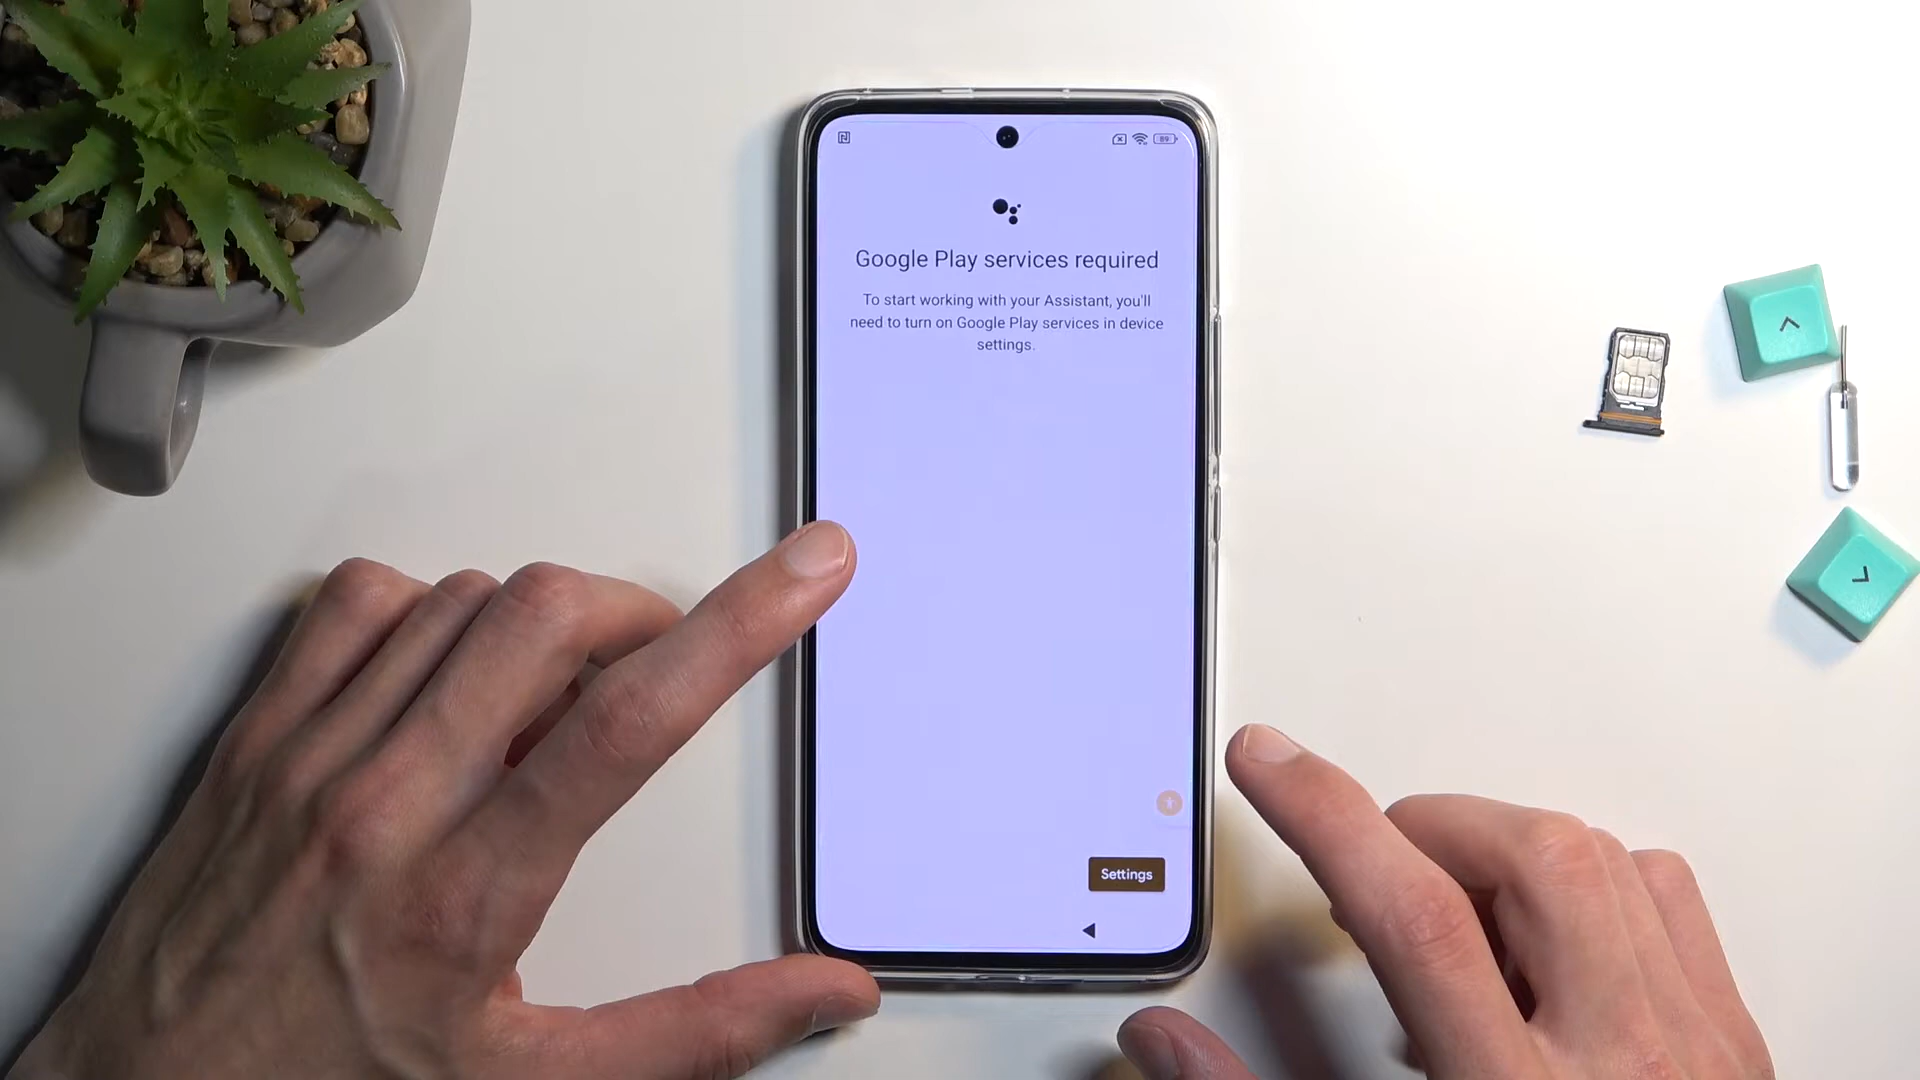 89
Google Play services required
To start working with your Assistant, you'll
need to turn on Google Play services in device
settings.
Settings